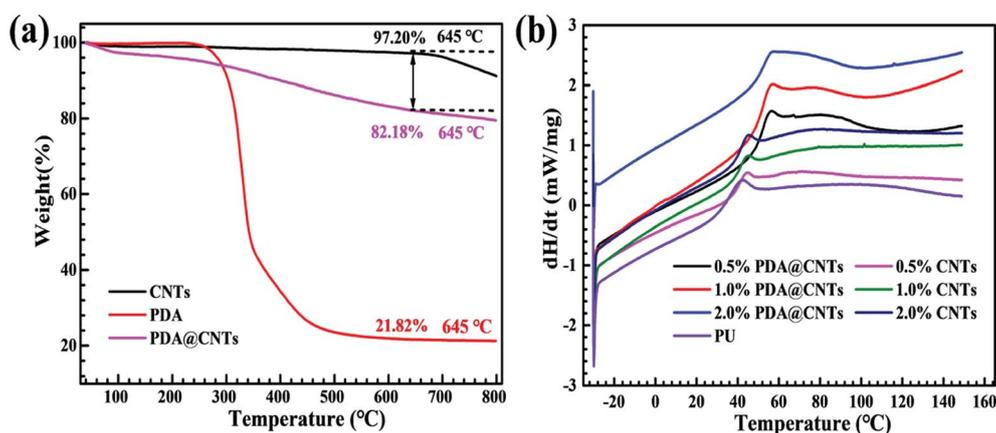 (a)
97.20% 645 ℃
82.18% 645 ℃
21.82% 645 ℃
CNTs
PDA
PDA@CNTs
Weight(%)
100
80
60
40
20
100 200 300 400 500 600 700 800
Temperature (℃)
(b)
dH/dt (mW/mg)
3
2
1
0
-1
-2
-3
0.5% PDA@CNTs 0.5% CNTs
1.0% PDA@CNTs 1.0% CNTs
2.0% PDA@CNTs 2.0% CNTs
PU
-20 0 20 40 60 80 100 120 140 160
Temperature (℃)